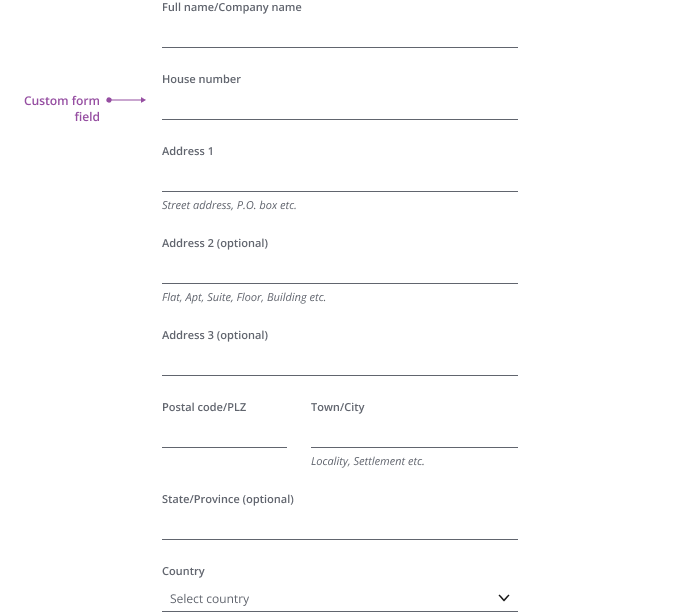 Full name/Company name
House number
Custom form
field
Address 1
Street address, P.O. box etc.
Address 2 (optional)
Flat, Apt, Suite, Floor, Building etc.
Address 3 (optional)
Postal code/PLZ
Town/City
Locality, Settlement etc.
State/Province (optional)
Country
Select country